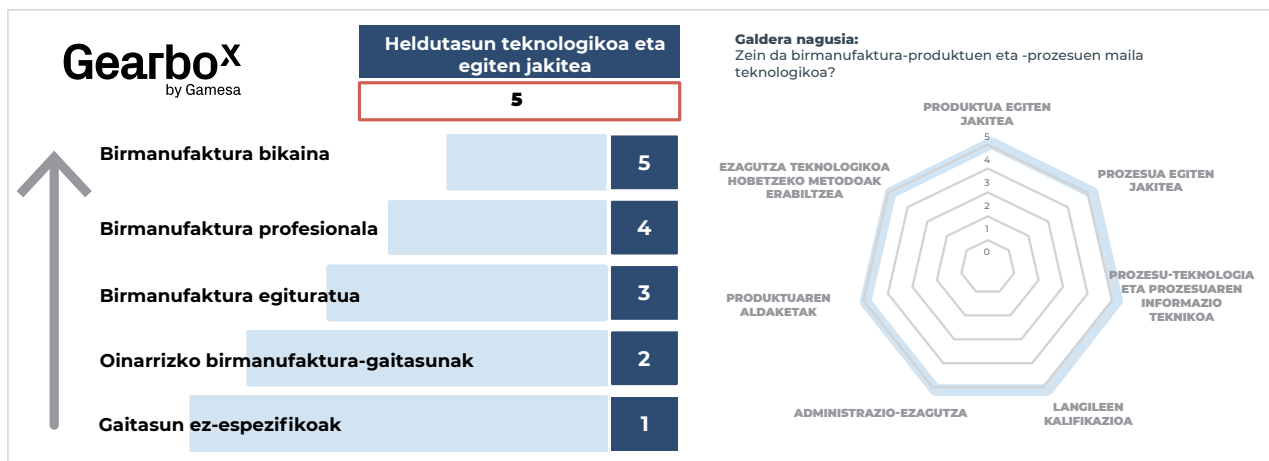 Gearbox
by Gamesa
Heldutasun teknologikoa eta
egiten jakitea
5
Birmanufaktura bikaina
5
Birmanufaktura profesionala
4
Birmanufaktura egituratua
3
Oinarrizko birmanufaktura-gaitasunak
2
Gaitasun ez-espezifikoak
1
Galdera nagusia:
Zein da birmanufaktura-produktuen eta -prozesuen maila
teknologikoa?
PRODUKTUA EGITEN
JAKITEA
5
4
3
2
1
0
EZAGUTZA TEKNOLOGIKOA
HOBETZEKO METODOAK
ERABILTZEA
PROZESUA EGITEN
JAKITEA
PRODUKTUAREN
ALDAKETAK
PROZESU-TEKNOLOGIA
ETA PROZESUAREN
INFORMAZIO
TEKNIKOA
ADMINISTRAZIO-EZAGUTZA
LANGILEEN
KALIFIKAZIOA